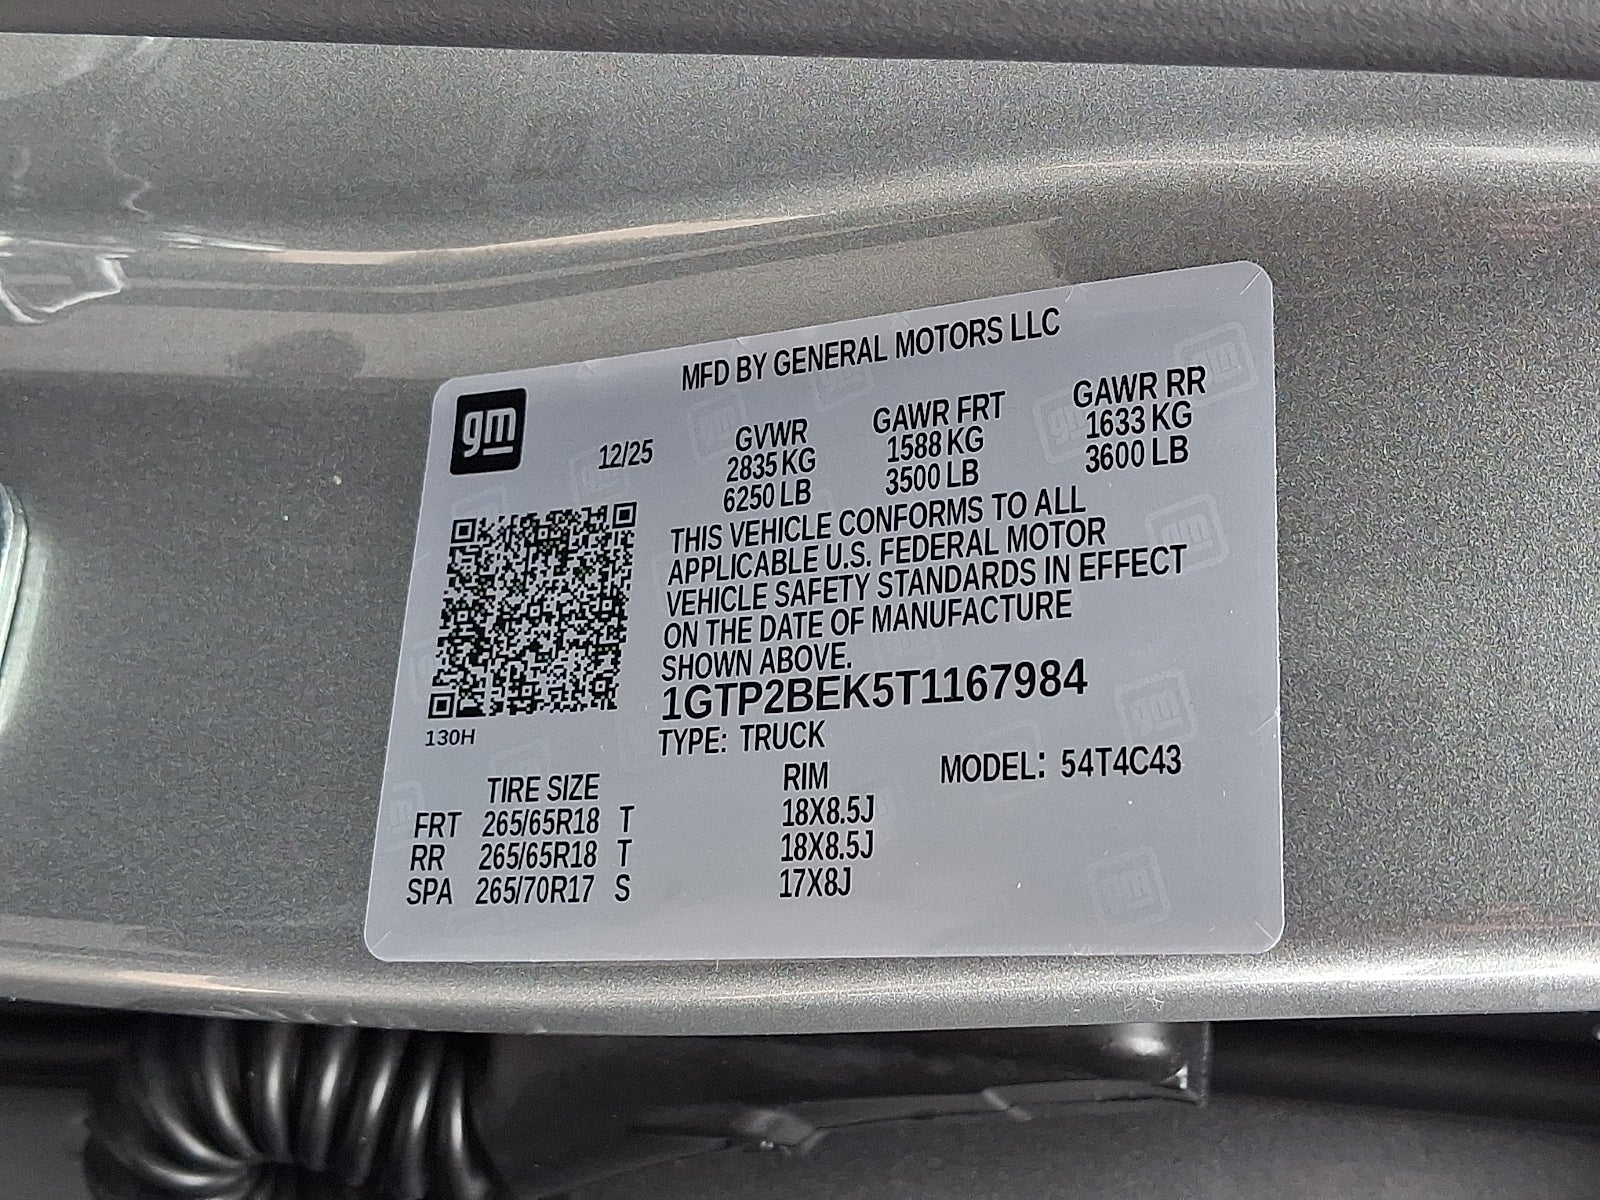 MFD BY GENERAL MOTORS LLC
gm
12/25
GVWR GAWR FRT GAWR RR
2835 KG 1588 KG 1633 KG
6250 LB 3500 LB 3600 LB
THIS VEHICLE CONFORMS TO ALL
APPLICABLE U.S. FEDERAL MOTOR
VEHICLE SAFETY STANDARDS IN EFFECT
ON THE DATE OF MANUFACTURE
SHOWN ABOVE.
1GTP2BEK5T1167984
130H
TYPE: TRUCK
MODEL: 54T4C43
TIRE SIZE RIM
FRT 265/65R18 T 18X8.5J
RR 265/65R18 T 18X8.5J
SPA 265/70R17 S 17X8J